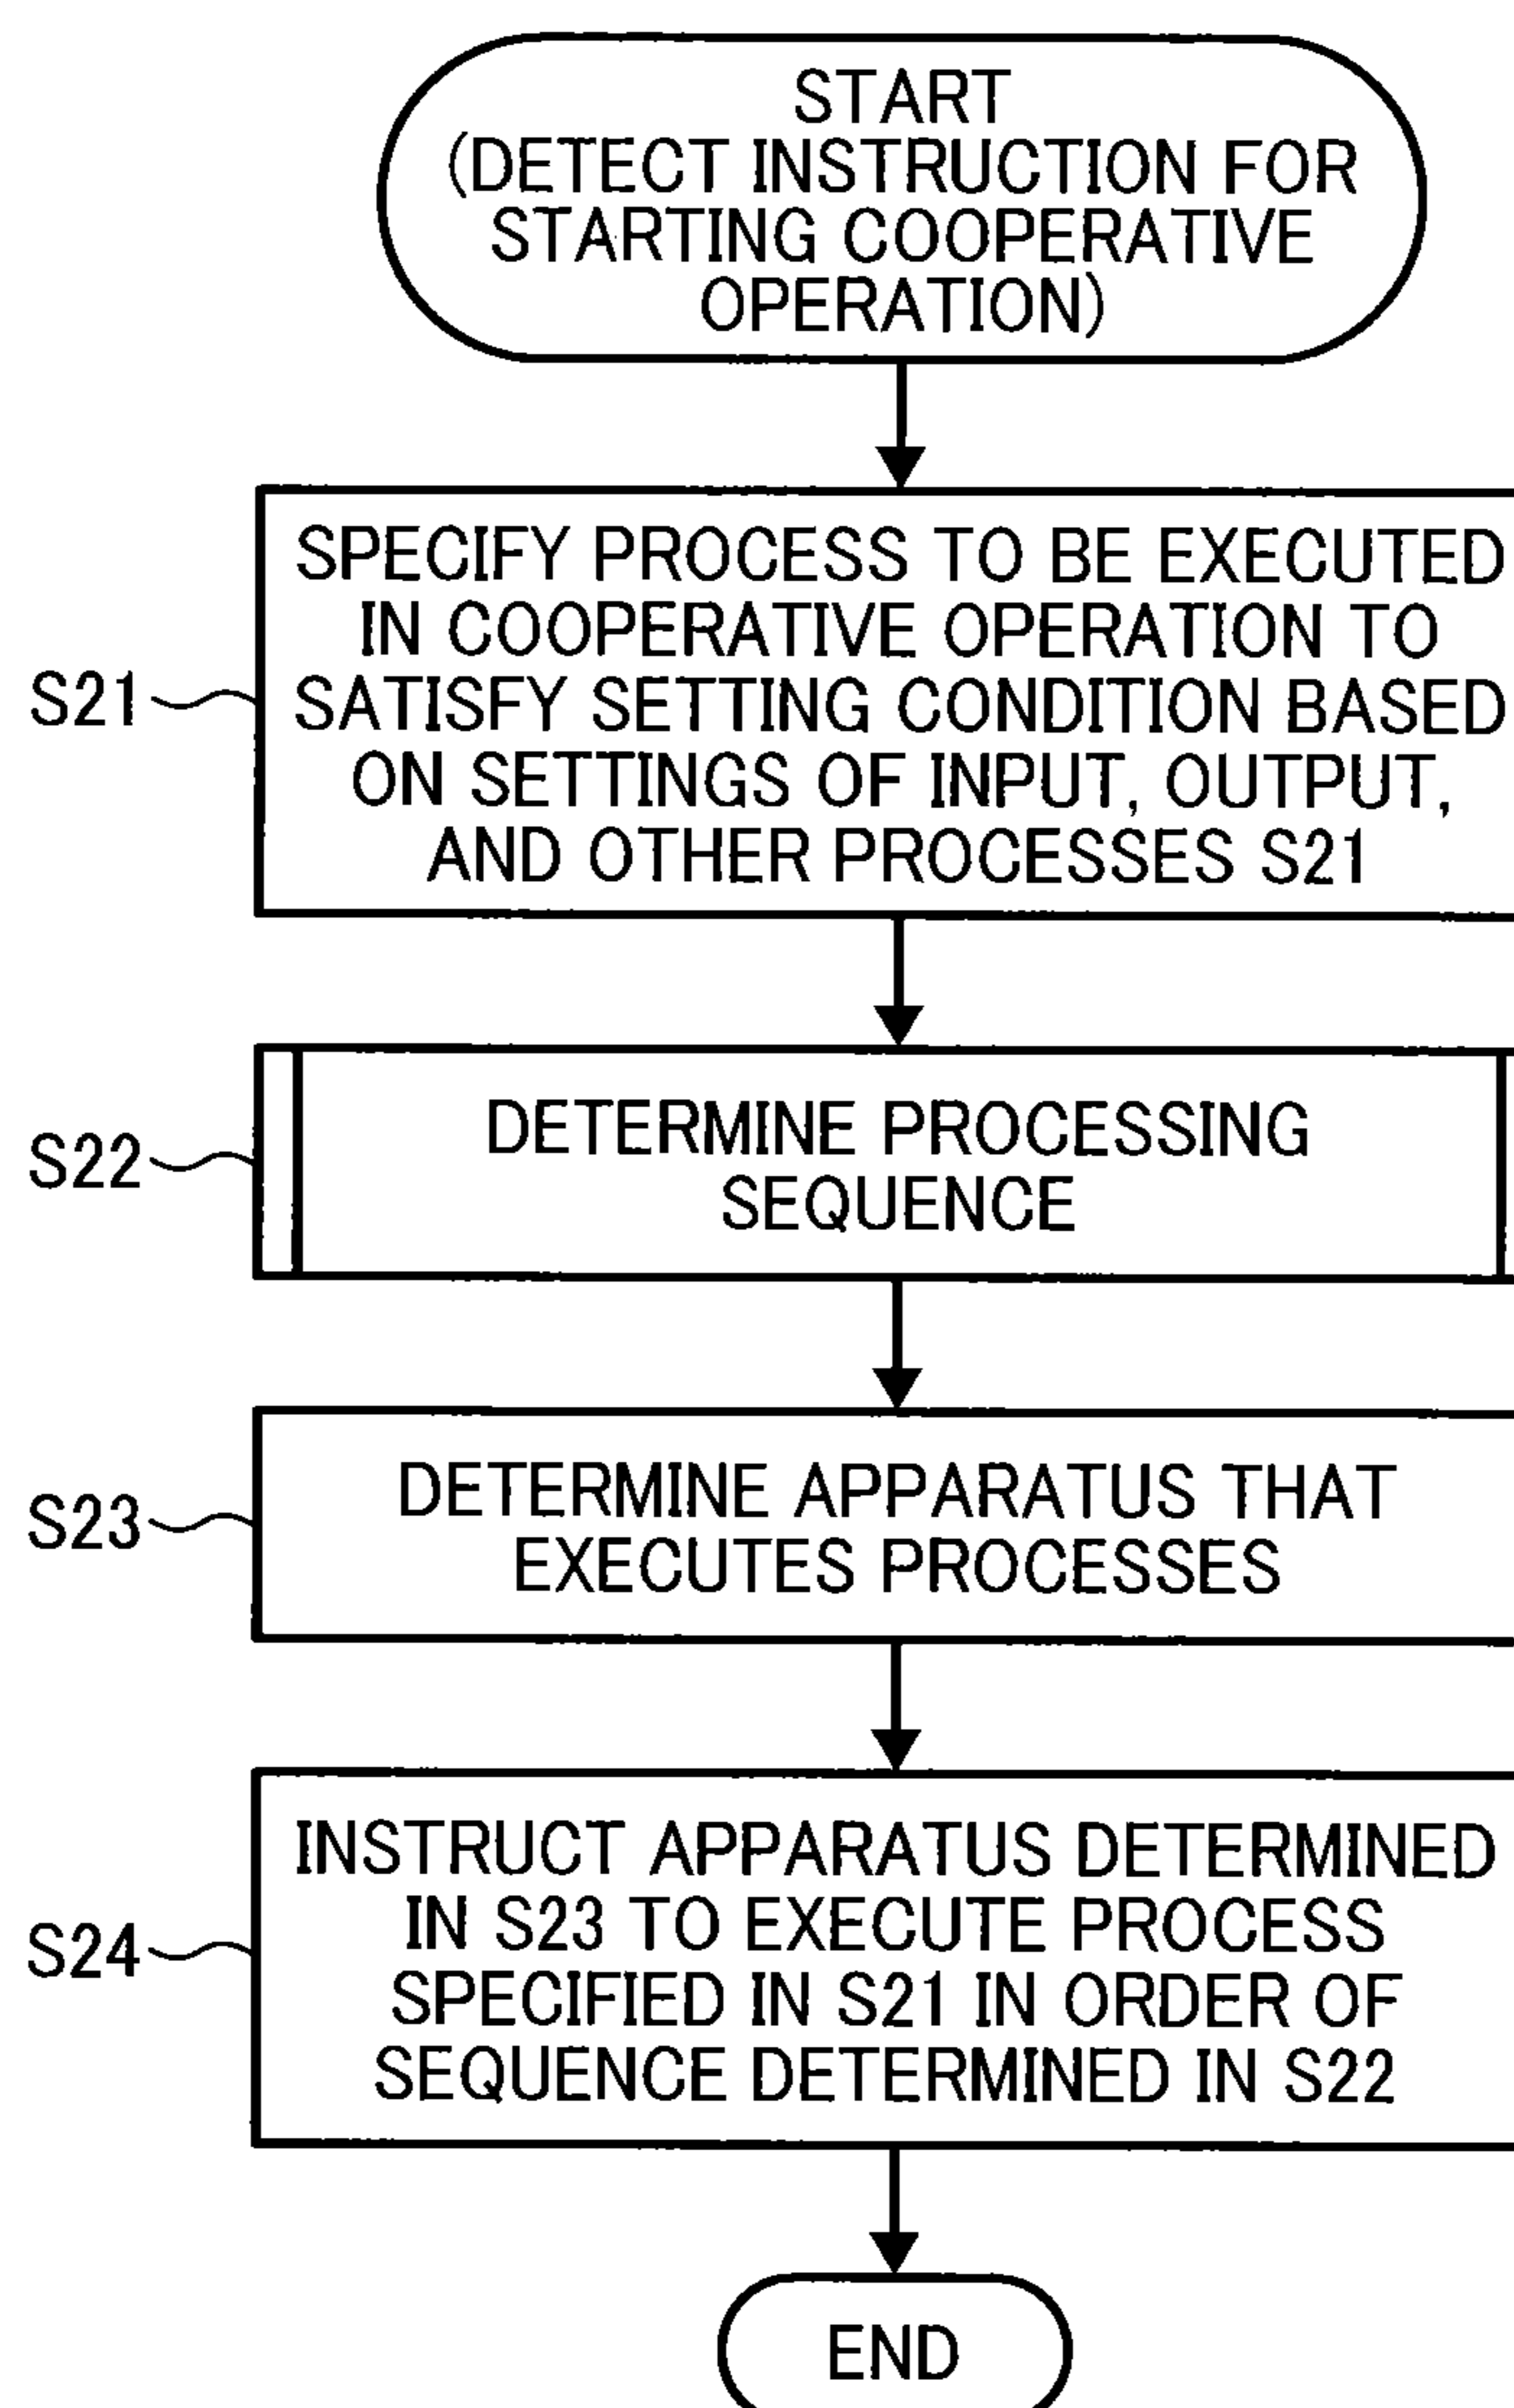 START
(DETECT INSTRUCTION FOR
STARTING COOPERATIVE
OPERATION)
SPECIFY PROCESS TO BE EXECUTED
IN COOPERATIVE OPERATION TO
S21
SATISFY SETTING CONDITION BASED
ON SETTINGS OF INPUT, OUTPUT,
AND OTHER PROCESSES S21
S22
DETERMINE PROCESSING
SEQUENCE
S23
DETERMINE APPARATUS THAT
EXECUTES PROCESSES
S24
INSTRUCT APPARATUS DETERMINED
IN S23 TO EXECUTE PROCESS
SPECIFIED IN S21 IN ORDER OF
SEQUENCE DETERMINED IN S22
END